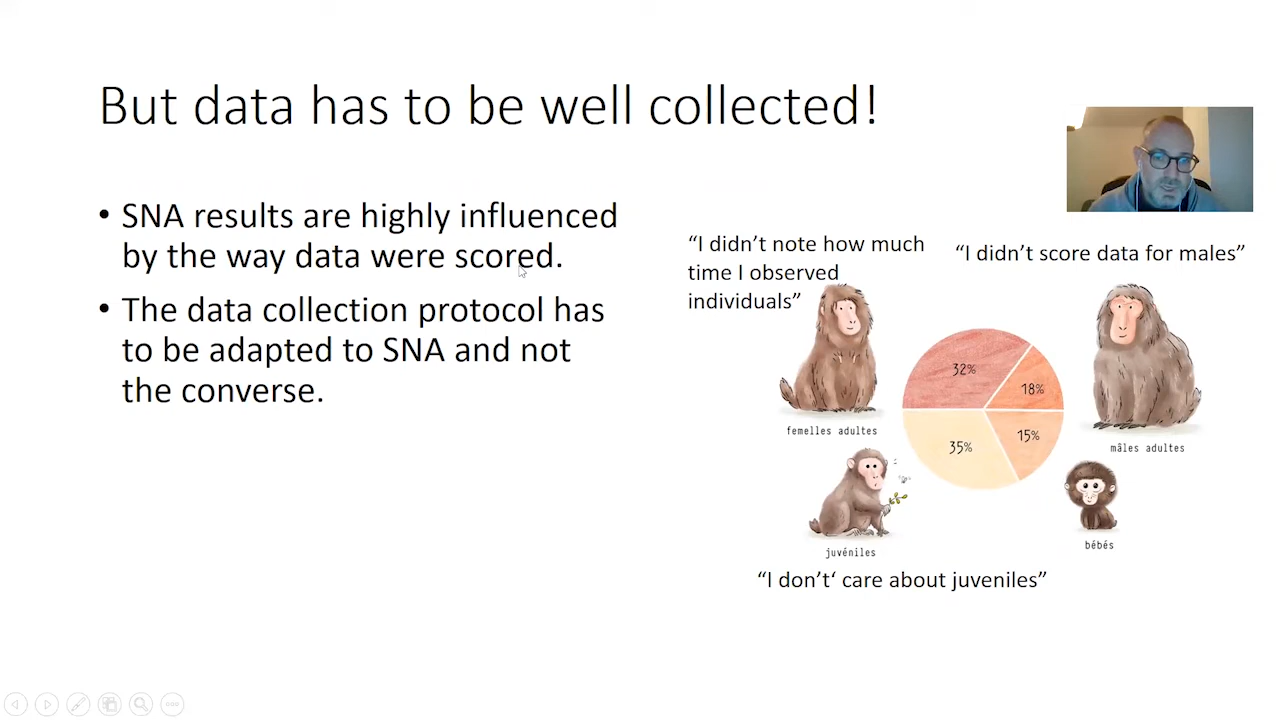 But data has to be well collected!
• SNA results are highly influenced
by the way data were scored.
• The data collection protocol has
to be adapted to SNA and not
the converse.
“I didn’t note how much
time I observed
individuals”
“I didn’t score data for males”
32%
18%
35%
15%
femelles adultes
mâles adultes
juvéniles
bébés
“I don’t‘ care about juveniles”